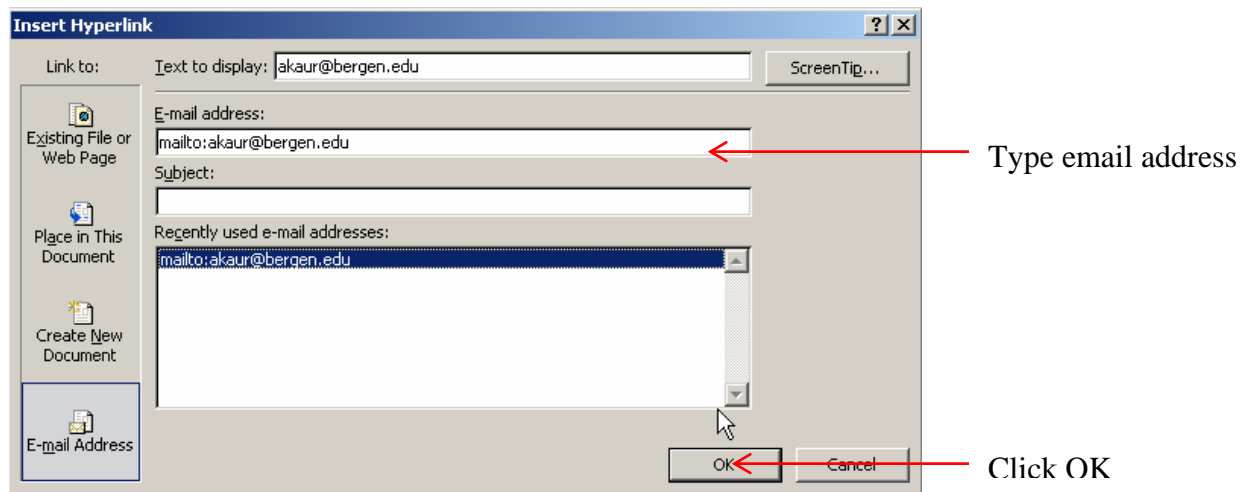 Insert Hyperlink
Link to:
Text to display: akaur@bergen.edu
ScreenTip...
E-mail address:
mailto:akaur@bergen.edu
Type email address
Subject:
Recently used e-mail addresses:
mailto:akaur@bergen.edu
Existing File or
Web Page
Place in This
Document
Create New
Document
E-mail Address
OK
Cancel
Click OK